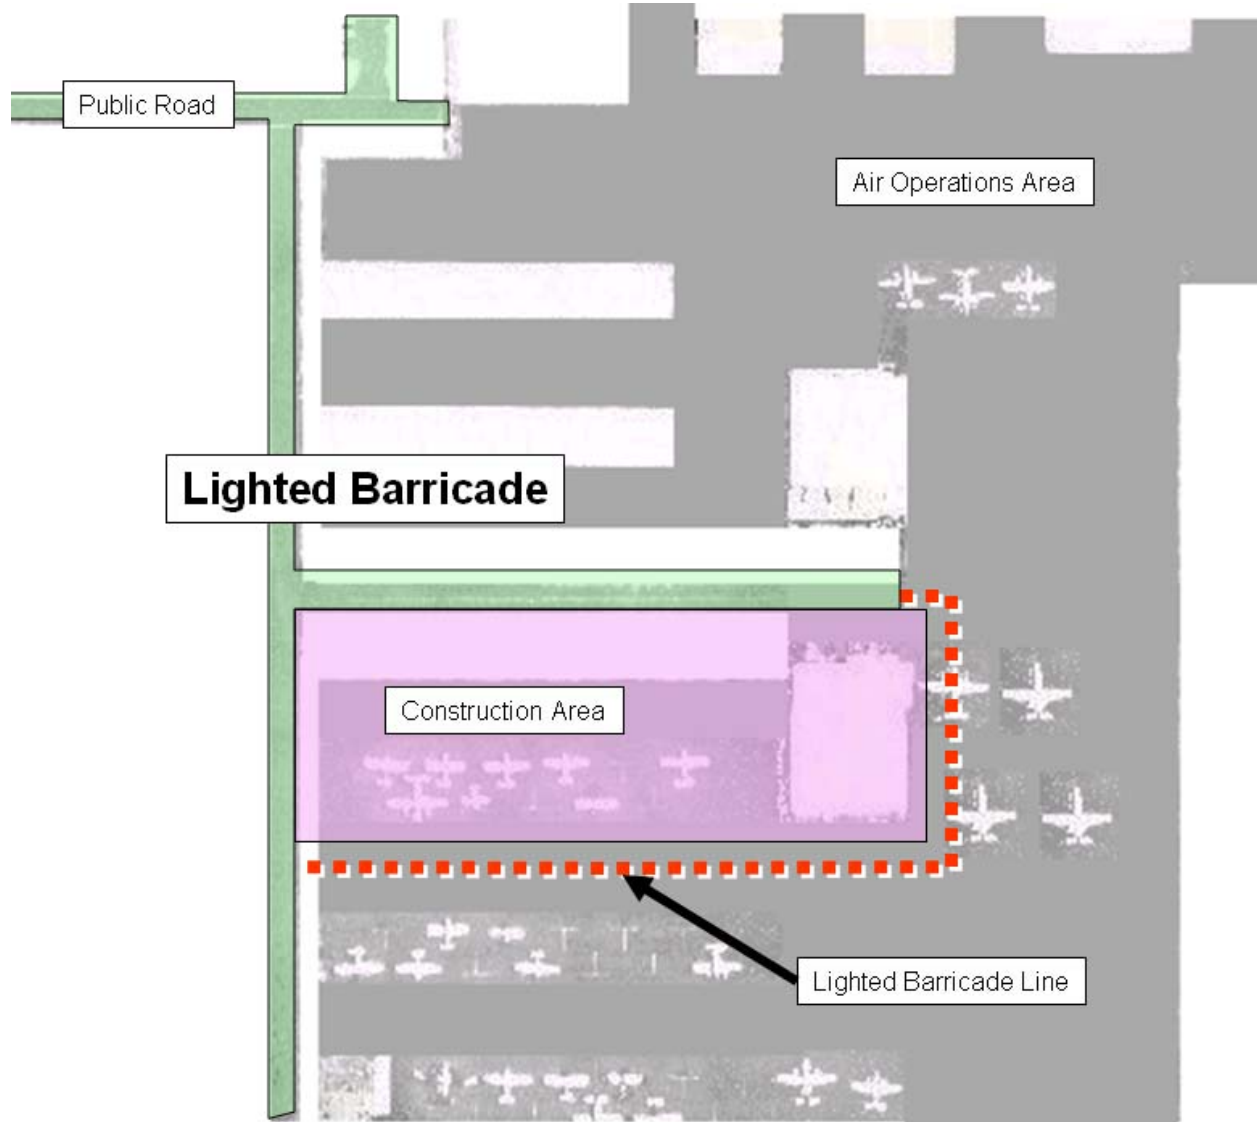 Public Road
Air Operations Area
Lighted Barricade
Construction Area
Lighted Barricade Line